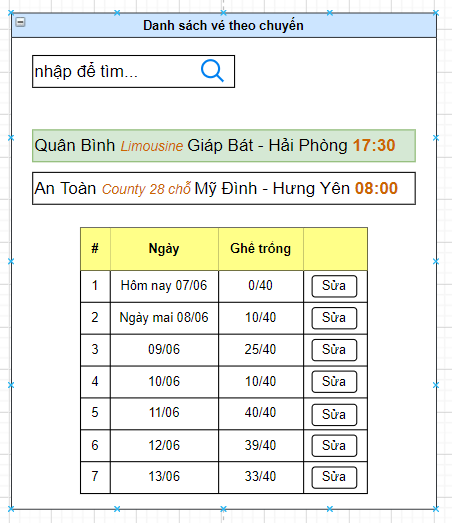 Danh sách vé theo chuyến
nhập để tìm...
Quân Bình Limousine Giáp Bát - Hải Phòng 17:30
An Toàn County 28 chỗ Mỹ Đình - Hưng Yên 08:00
# Ngày Ghế trống
1 Hôm nay 07/06 0/40 Sửa
2 Ngày mai 08/06 10/40 Sửa
3 09/06 25/40 Sửa
4 10/06 10/40 Sửa
5 11/06 40/40 Sửa
6 12/06 39/40 Sửa
7 13/06 33/40 Sửa